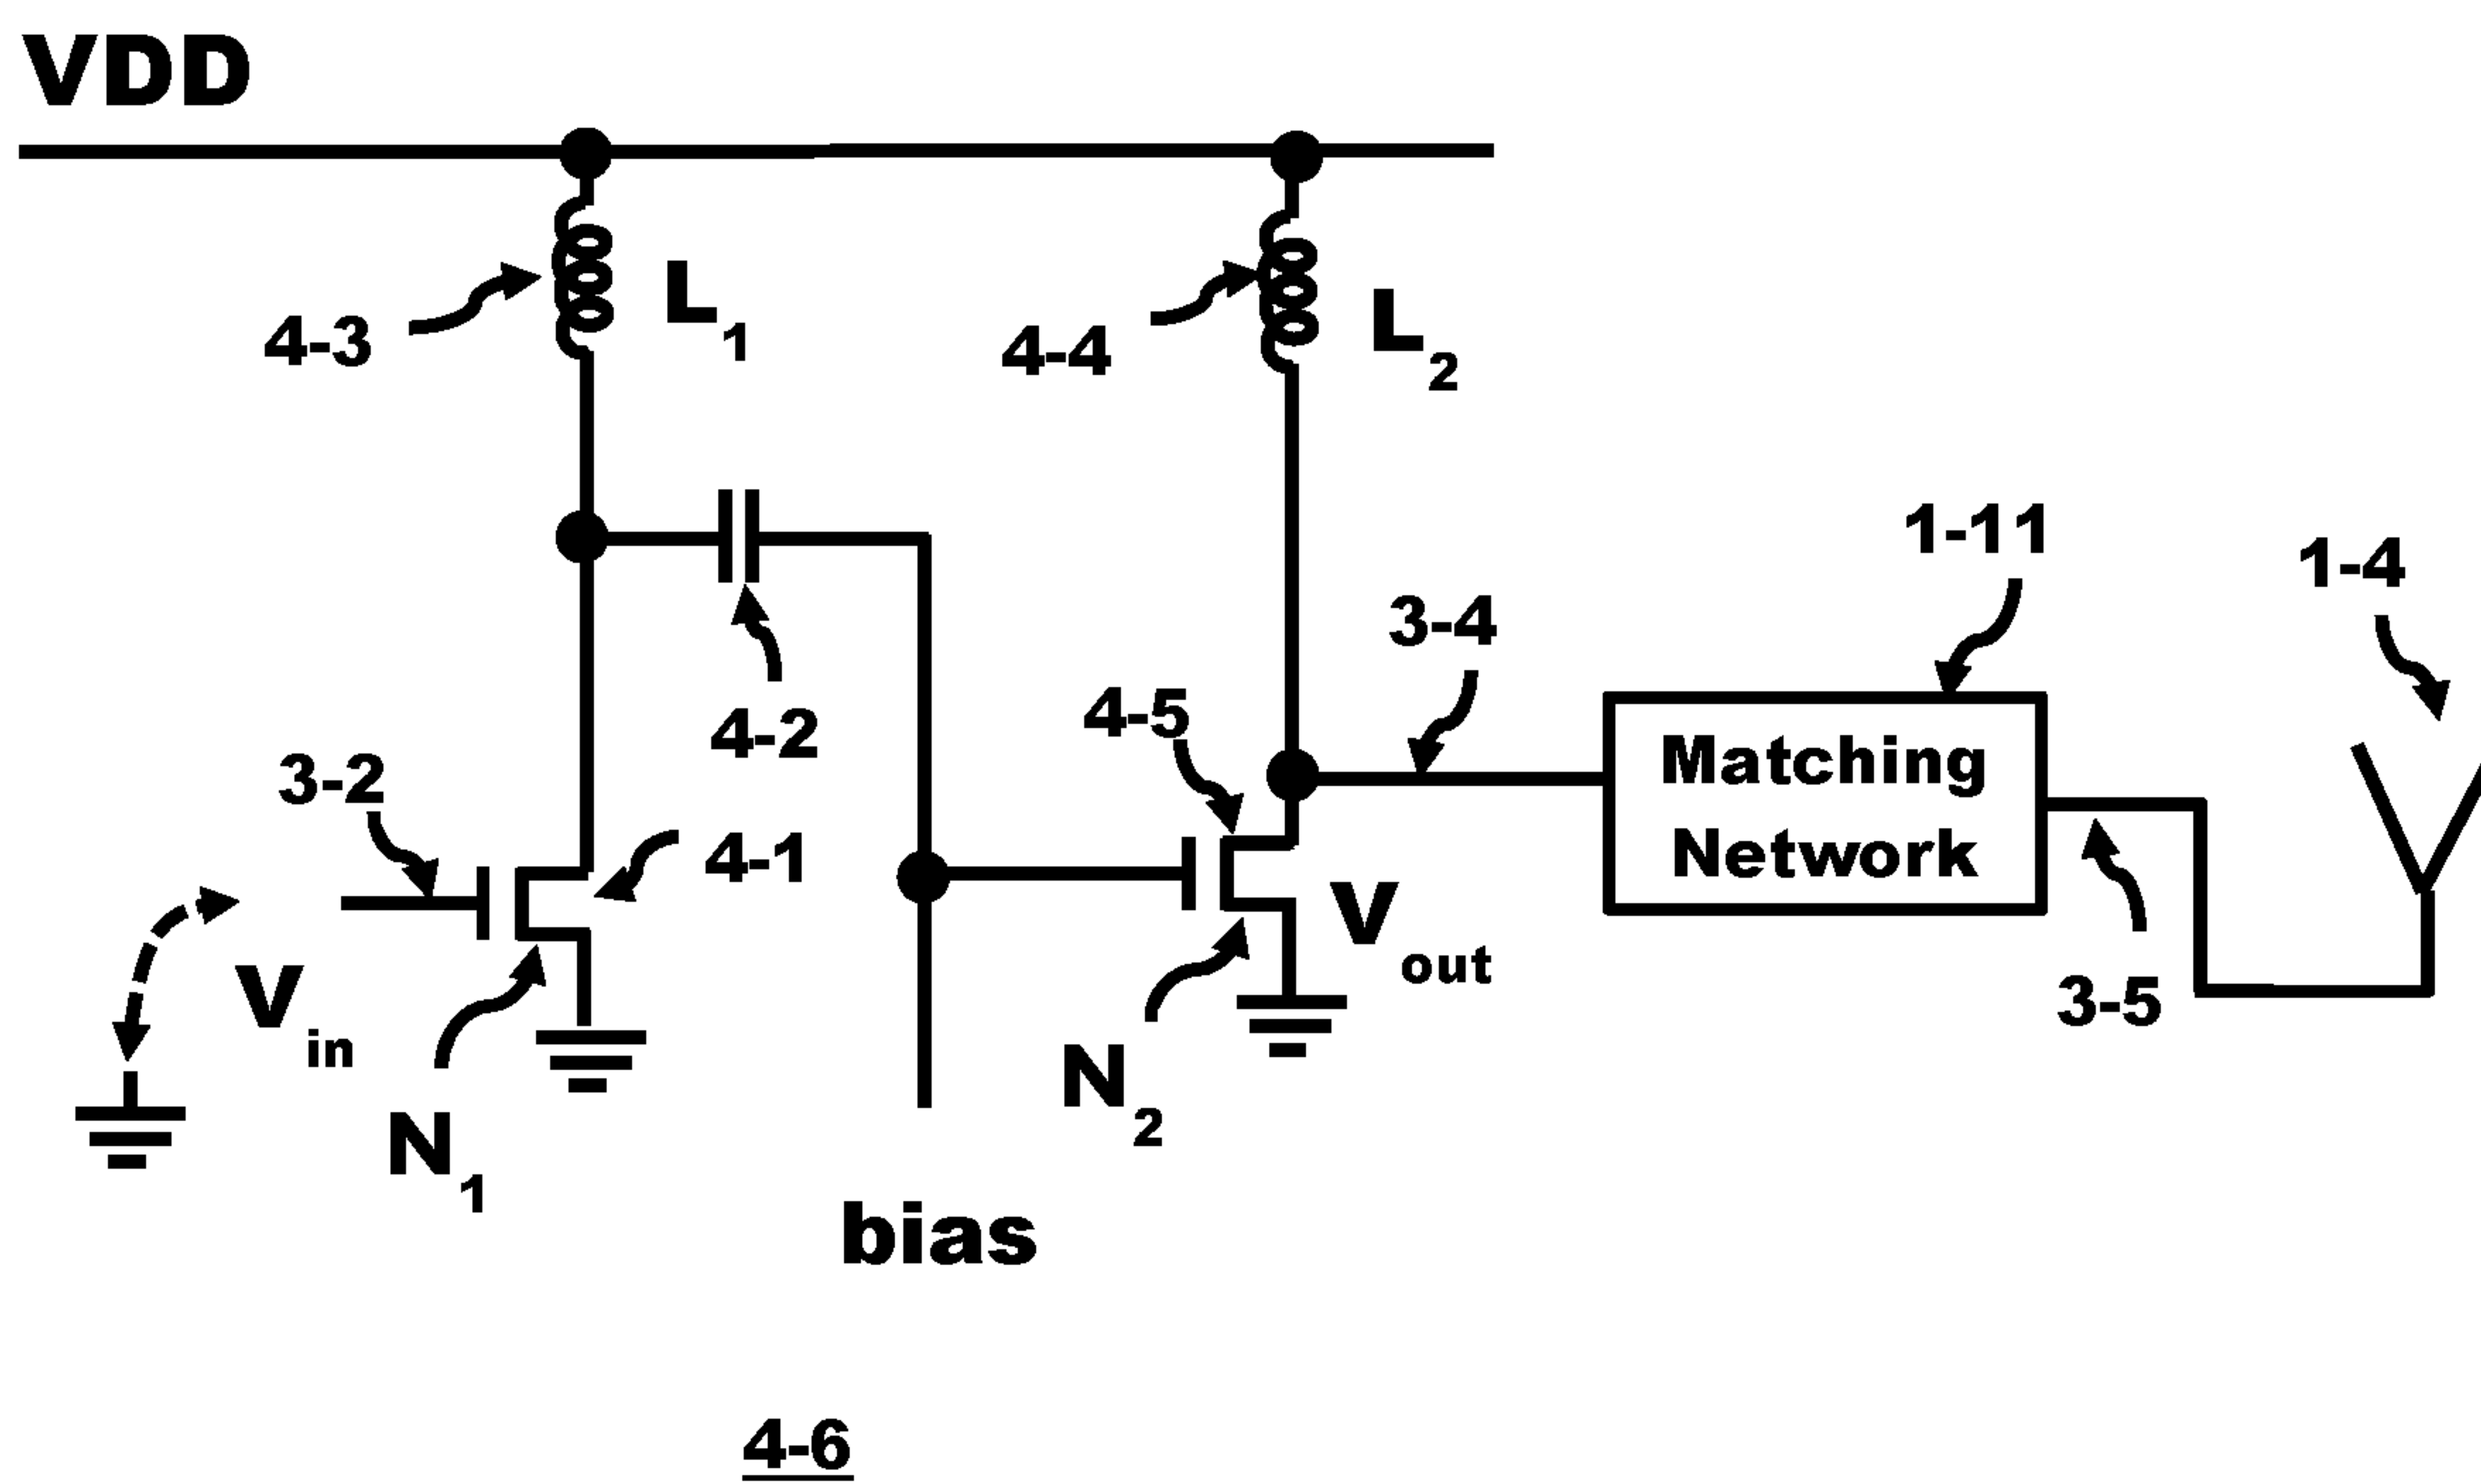 VDD
4-3
L1
4-4
L2
1-11
1-4
3-4
4-5
4-2
Matching
Network
3-2
4-1
Vout
Vin
3-5
N1
N2
bias
4-6